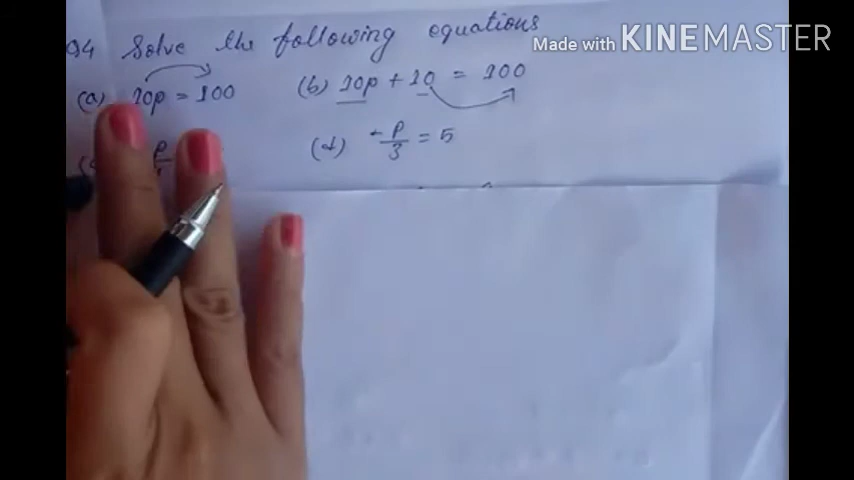 Q4 Solve the following equations
Made with KINEMASTER
(a) 10p = 100 (b) 10p + 10 = 100
p (d) -p/3 = 5